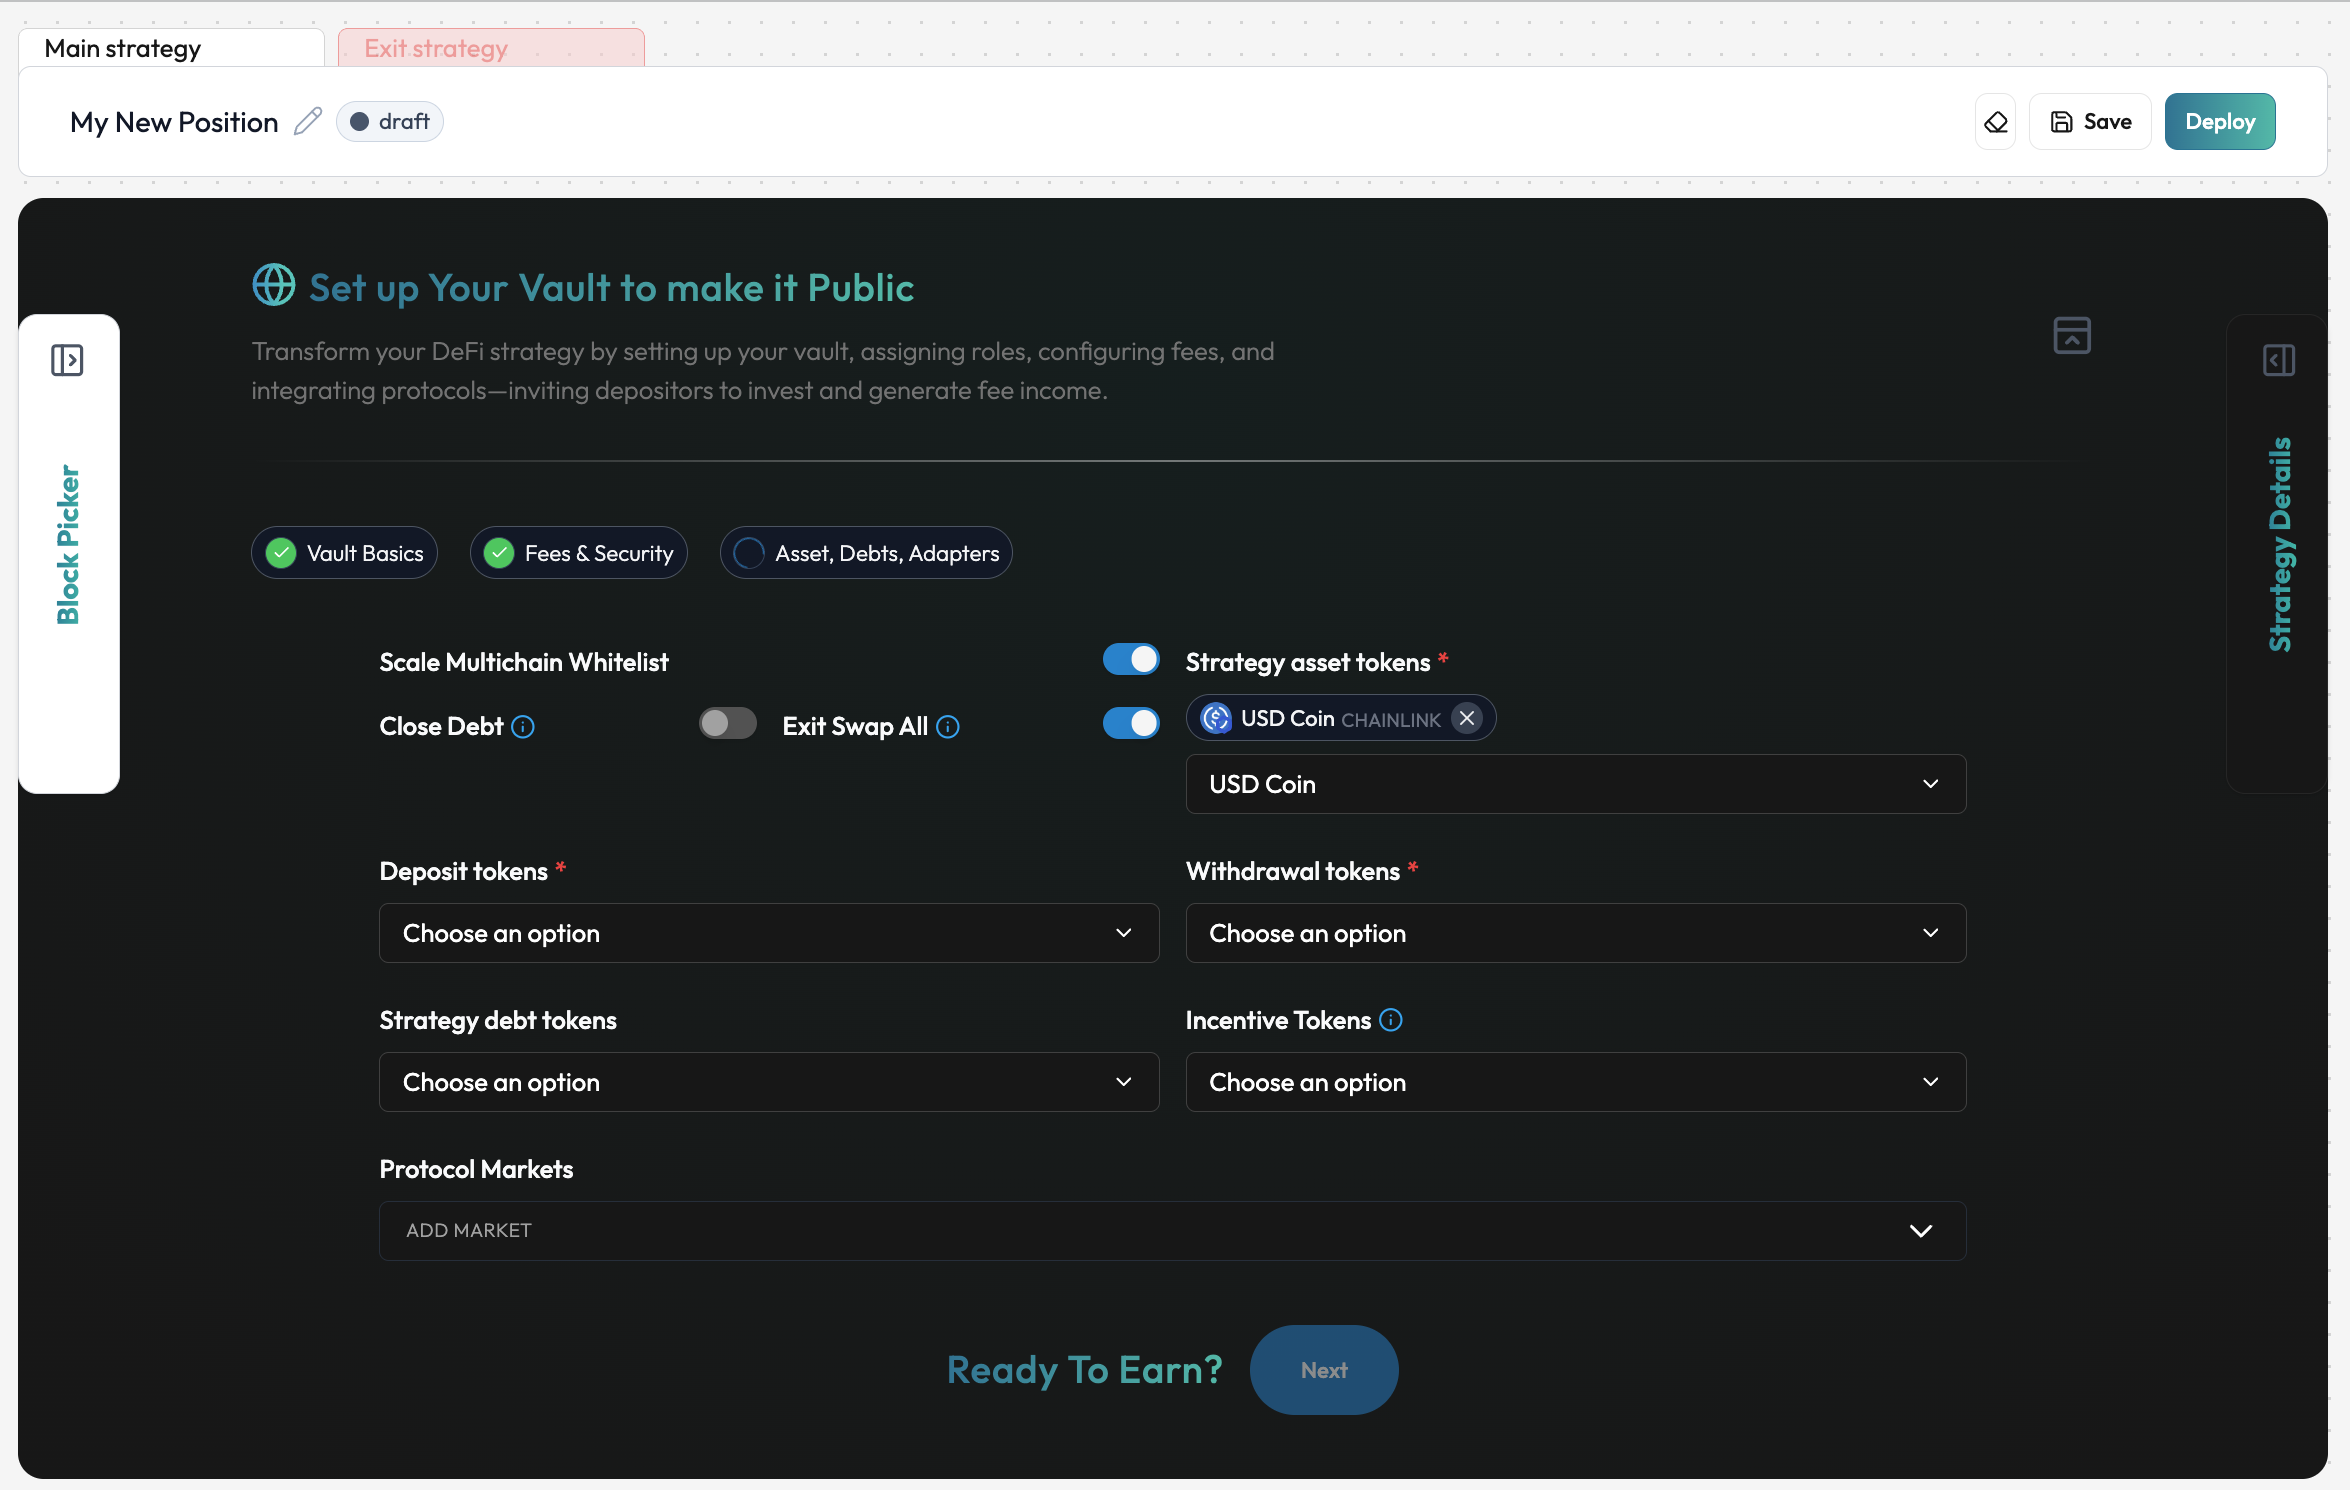 Main strategy
Exit strategy
My New Position
draft
Save
Deploy
Set up Your Vault to make it Public
Transform your DeFi strategy by setting up your vault, assigning roles, configuring fees, and
integrating protocols—inviting depositors to invest and generate fee income.
Block Picker
Strategy Details
Vault Basics
Fees & Security
Asset, Debts, Adapters
Scale Multichain Whitelist
Strategy asset tokens *
Close Debt
Exit Swap All
USD Coin CHAINLINK
USD Coin
Deposit tokens *
Withdrawal tokens *
Choose an option
Choose an option
Strategy debt tokens
Incentive Tokens
Choose an option
Choose an option
Protocol Markets
ADD MARKET
Ready To Earn?
Next